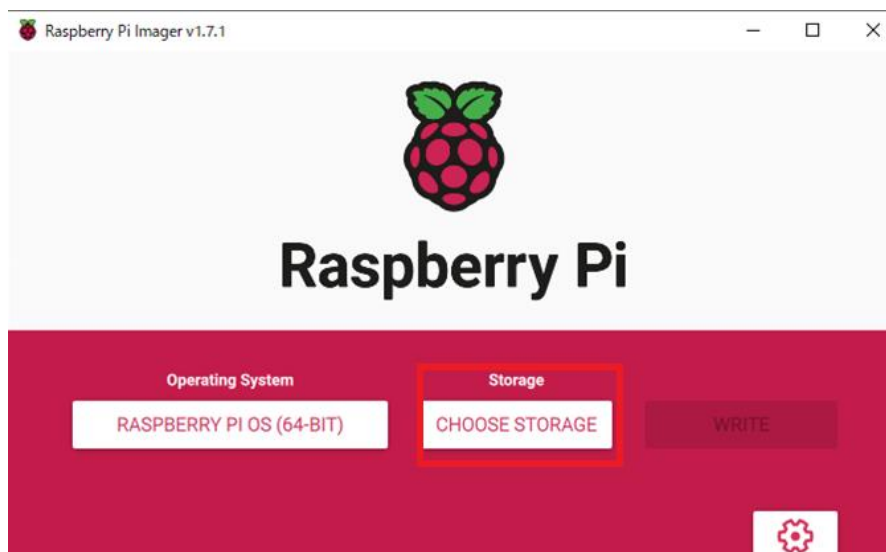 Raspberry Pi Imager v1.7.1
Raspberry Pi
Operating System
Storage
RASPBERRY PI OS (64-BIT)
CHOOSE STORAGE
WRITE